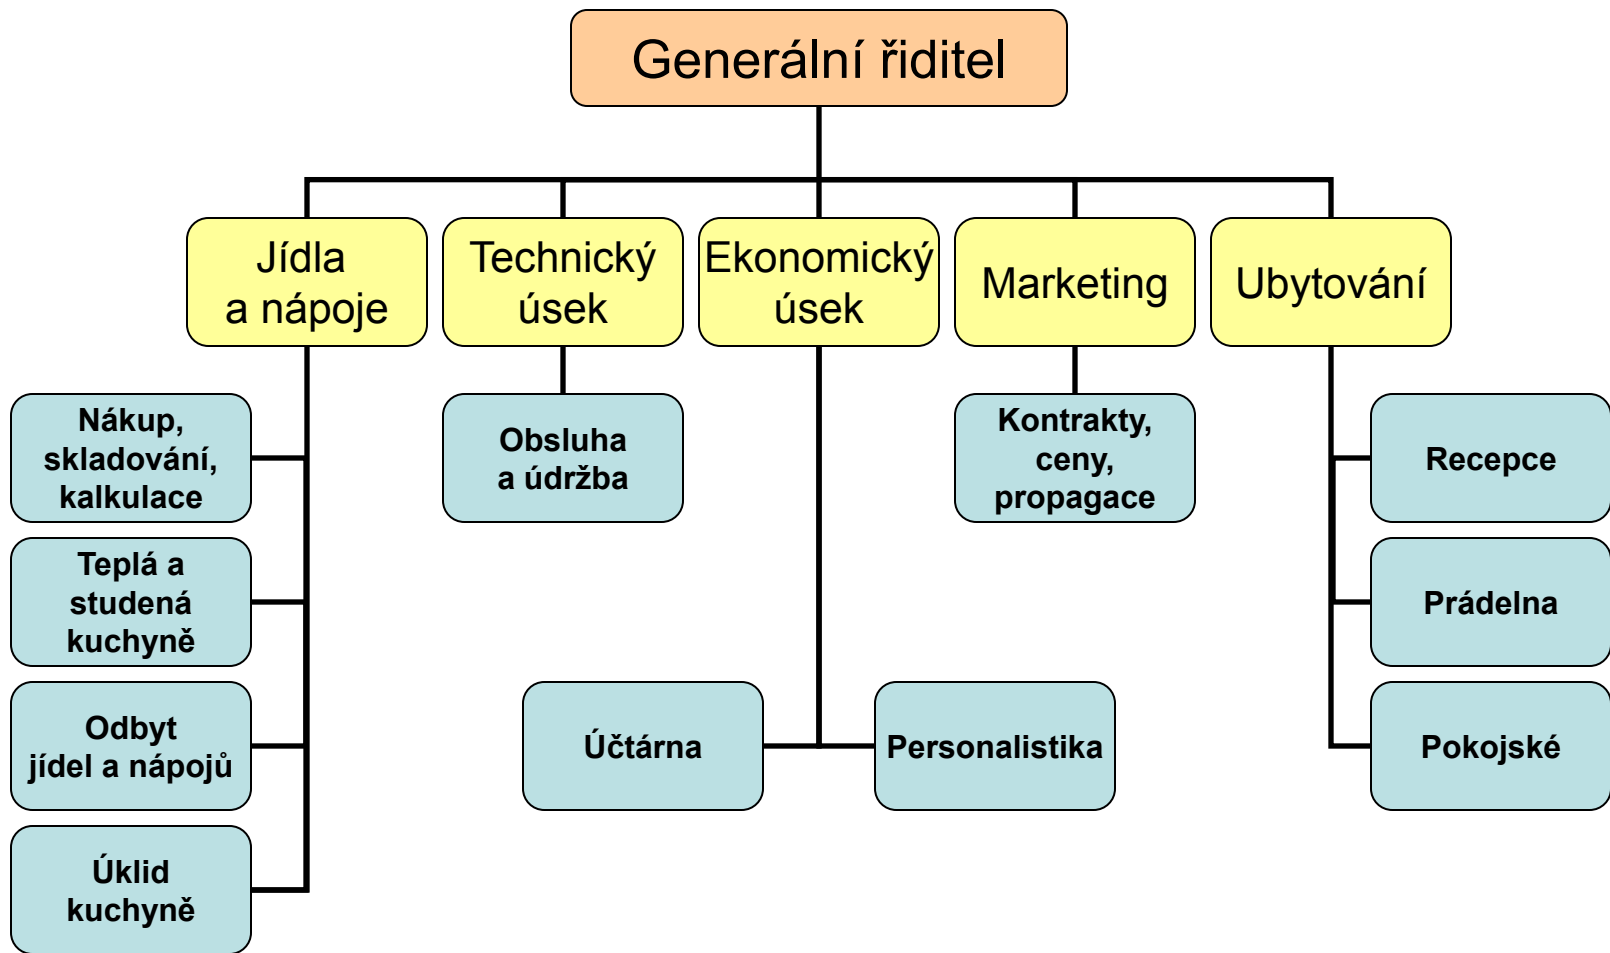 Generální řiditel
Jídla
a nápoje
Technický
úsek
Ekonomický
úsek
Marketing
Ubytování
Nákup,
skladování,
kalkulace
Obsluha
a údržba
Kontrakty,
ceny,
propagace
Recepce
Teplá a
studená
kuchyně
Prádelna
Odbyt
jídel a nápojů
Účtárna
Personalistika
Pokojské
Úklid
kuchyně